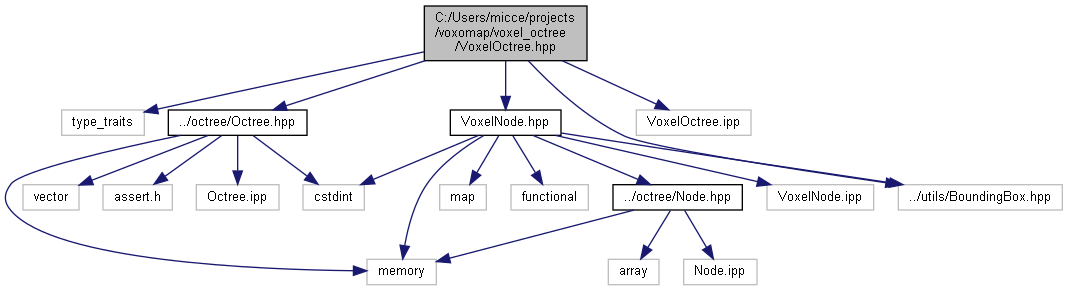 C:/Users/micce/projects
/voxomap/voxel_octree
/VoxelOctree.hpp
type_traits
../octree/Octree.hpp
VoxelNode.hpp
VoxelOctree.ipp
vector
assert.h
Octree.ipp
cstdint
map
functional
../octree/Node.hpp
VoxelNode.ipp
../utils/BoundingBox.hpp
memory
array
Node.ipp